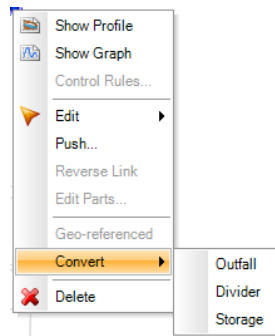 Show Profile
Show Graph
Control Rules...
Edit
Push...
Reverse Link
Edit Parts...
Geo-referenced
Convert
Outfall
Divider
Delete
Storage